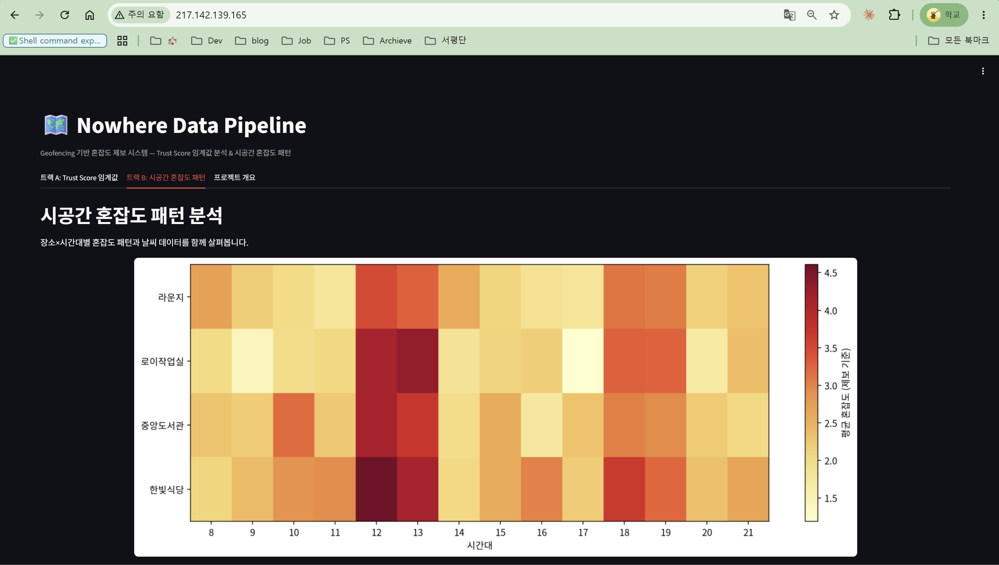 주의 요함
217.142.139.165
학교
Shell command exp...
Dev
blog
Job
PS
Archieve
서평단
모든 북마크
Nowhere Data Pipeline
Geofencing 기반 혼잡도 제보 시스템 — Trust Score 임계값 분석 & 시공간 혼잡도 패턴
트랙 A: Trust Score 임계값
트랙 B: 시공간 혼잡도 패턴
프로젝트 개요
시공간 혼잡도 패턴 분석
장소×시간대별 혼잡도 패턴과 날씨 데이터를 함께 살펴봅니다.
라운지
로이작업실
중앙도서관
한빛식당
8 9 10 11 12 13 14 15 16 17 18 19 20 21
시간대
4.5
4.0
3.5
3.0
2.5
2.0
1.5
평균 혼잡도 (제보 기준)